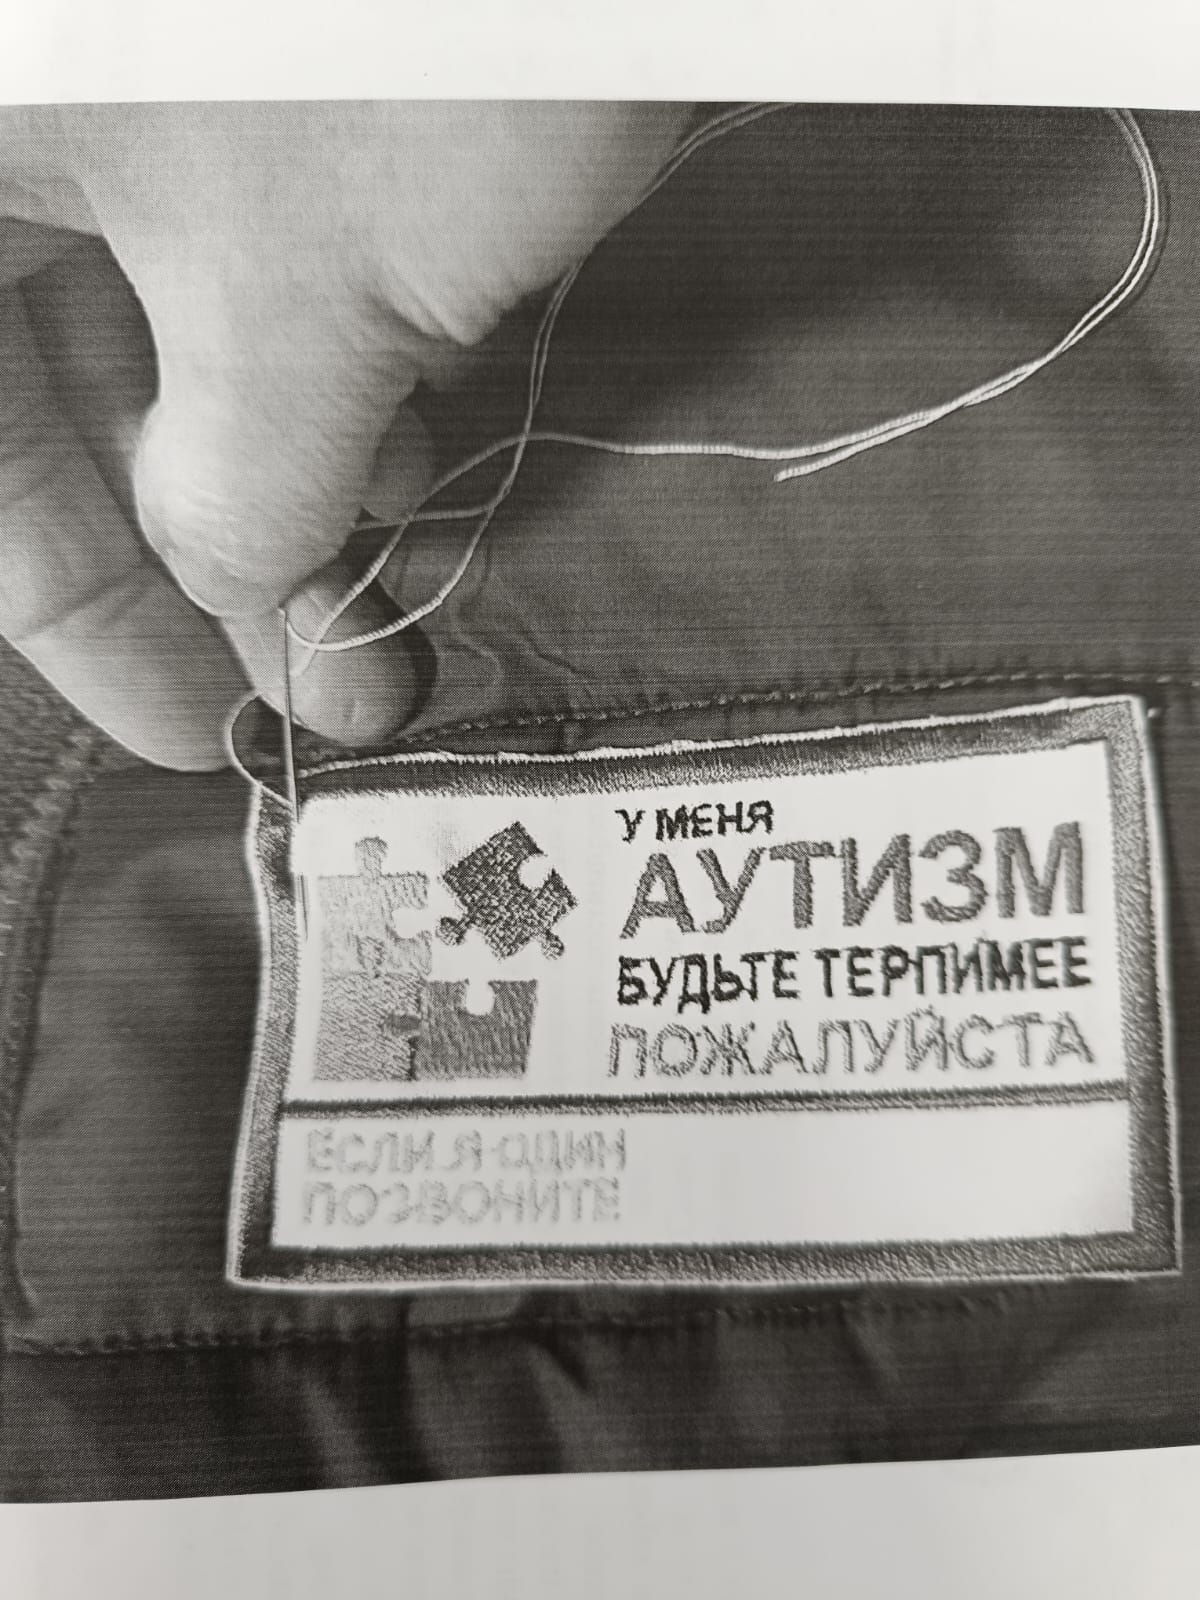 У МЕНЯ
АУТИЗМ
БУДЬТЕ ТЕРПИМЕЕ
ПОЖАЛУЙСТА
ЕСЛИ Я ОДИН
ПОЗВОНИТЕ